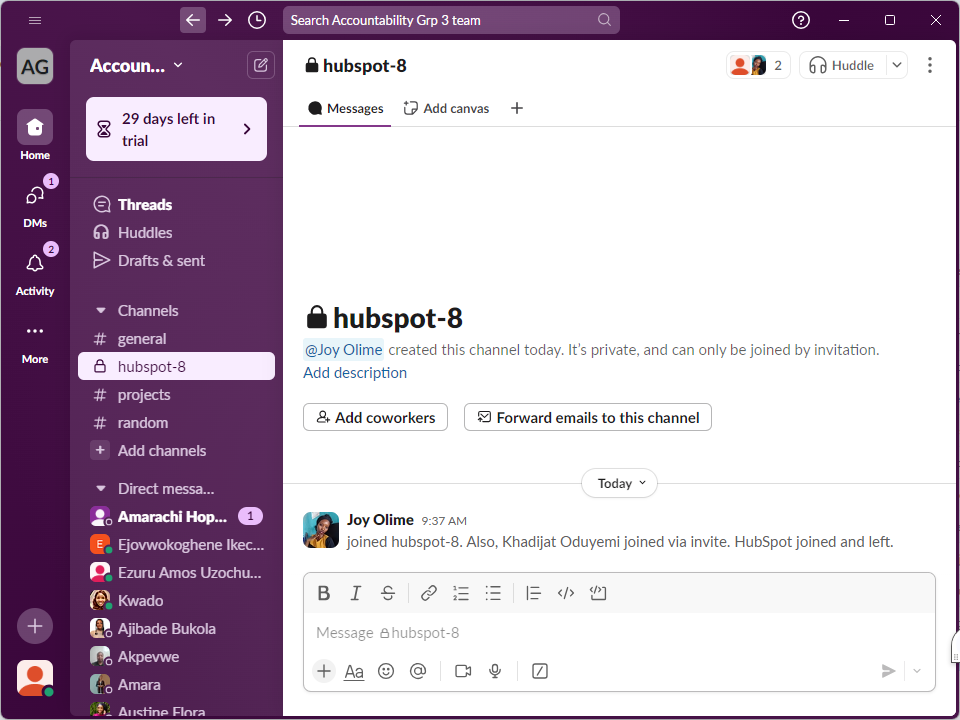 Search Accountability Grp 3 team
AG
Accoun...
hubspot-8
2
Huddle
29 days left in
trial
Messages
Add canvas
Home
1
DMs
2
Activity
More
Threads
Huddles
Drafts & sent
Channels
# general
hubspot-8
# projects
# random
+ Add channels
Direct messa...
Amarachi Hop... 1
E Ejovwokoghene Ikec...
Ezuru Amos Uzochu...
Kwado
Ajibade Bukola
Akpevwe
Amara
Austine Flora
hubspot-8
@Joy Olime created this channel today. It’s private, and can only be joined by invitation.
Add description
Add coworkers
Forward emails to this channel
Today
Joy Olime 9:37 AM
joined hubspot-8. Also, Khadijat Oduyemi joined via invite. HubSpot joined and left.
B I S
Message hubspot-8
Aa